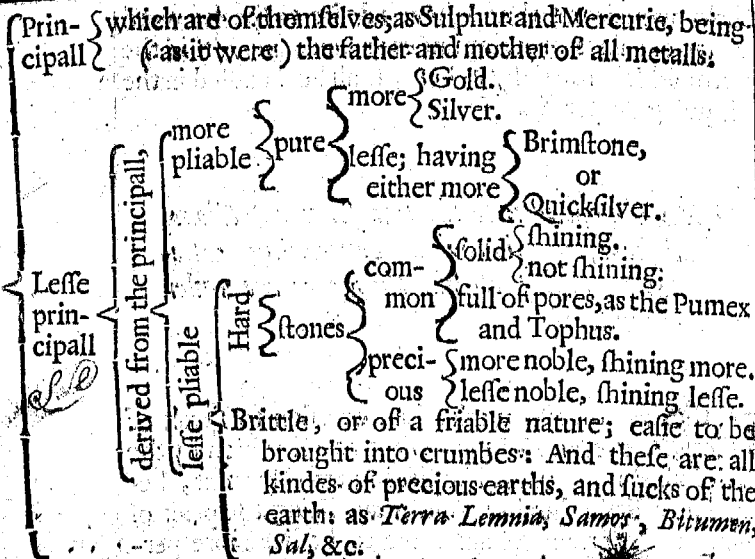 Prin- which are of themſelves; as Sulphur and Mercurie, being
cipall (as it were) the father and mother of all metalls.
Leſſe
prin-
cipall
derived from the principall,
more
pliable
pure
more
Gold.
Silver.
leſſe; having
either more
Brimſtone,
or
Quickſilver.
leſſe pliable
Hard
ſtones
com-
mon
ſolid
ſhining.
not ſhining:
full of pores, as the Pumex
and Tophus.
preci-
ous
more noble, ſhining more.
leſſe noble, ſhining leſſe.
Brittle, or of a friable nature; eaſie to be
brought into crumbes: And theſe are all
kindes of precious earths, and ſucks of the
earth: as Terra Lemnia, Samos, Bitumen,
Sal, &c.